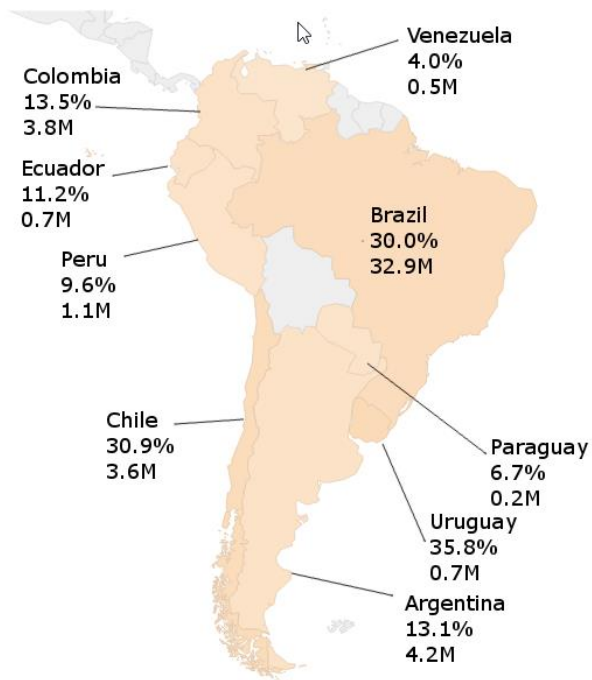 Venezuela
4.0%
0.5M
Colombia
13.5%
3.8M
Ecuador
11.2%
0.7M
Brazil
30.0%
32.9M
Peru
9.6%
1.1M
Chile
30.9%
3.6M
Paraguay
6.7%
0.2M
Uruguay
35.8%
0.7M
Argentina
13.1%
4.2M